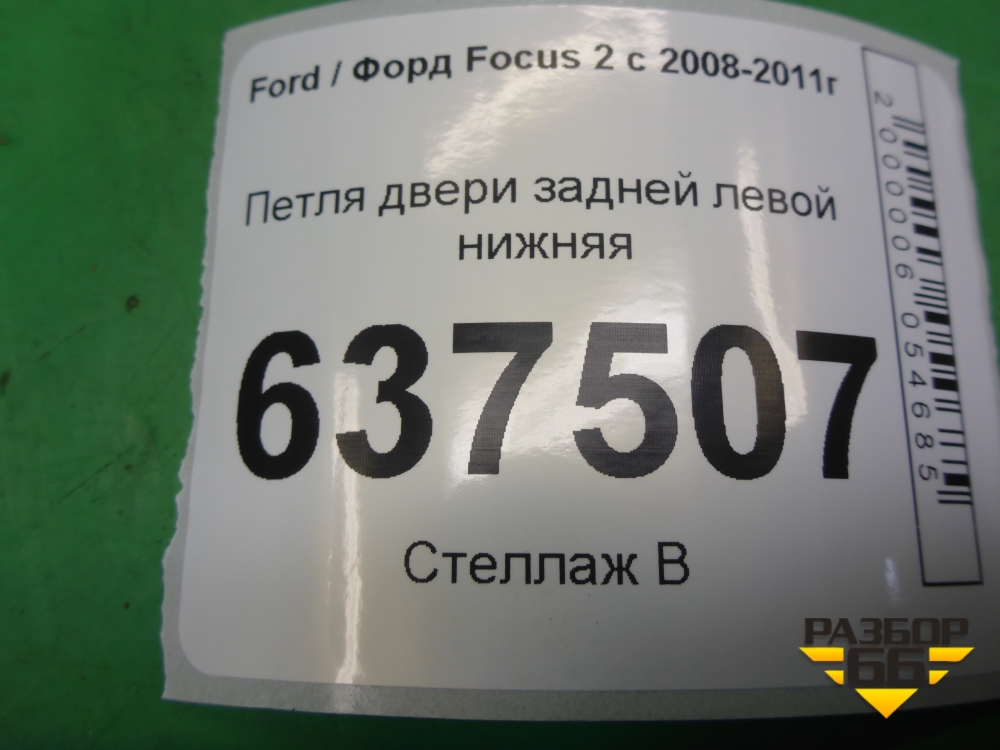 Ford / Форд Focus 2 с 2008-2011г
Петля двери задней левой
нижняя
637507
Стеллаж В
2000006054685
РАЗБОР
66